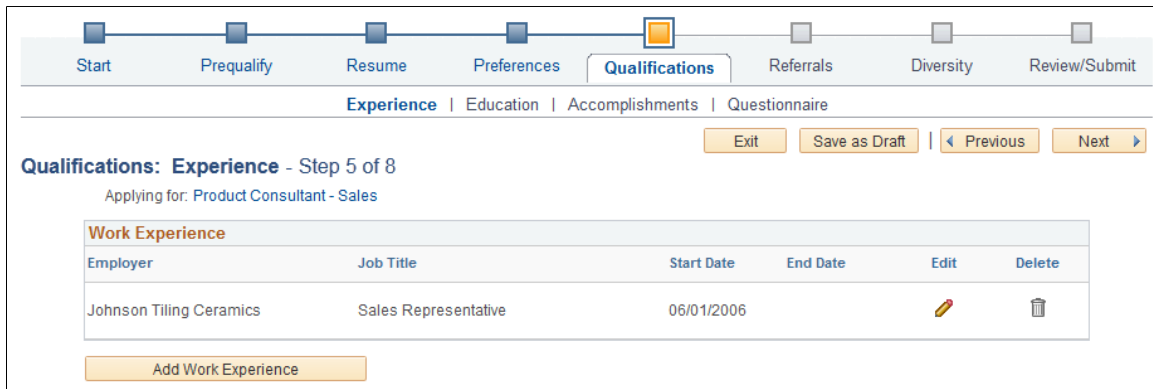 Start Prequalify Resume Preferences Qualifications Referrals Diversity Review/Submit
Experience | Education | Accomplishments | Questionnaire
Exit Save as Draft | Previous Next
Qualifications: Experience - Step 5 of 8
Applying for: Product Consultant - Sales
Work Experience
Employer Job Title Start Date End Date Edit Delete
Johnson Tiling Ceramics Sales Representative 06/01/2006
Add Work Experience